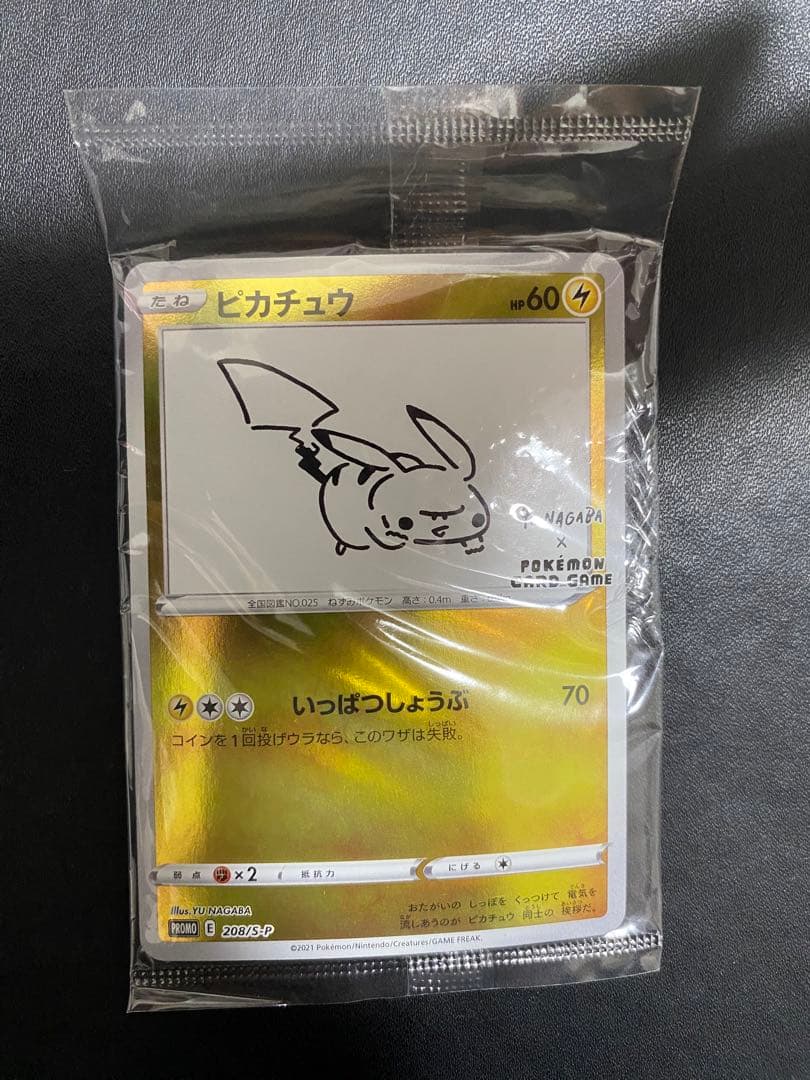 たね ピカチュウ HP60
NAGABA
×
POKÉMON
CARD GAME
全国図鑑NO.025 ねずみポケモン 高さ:0.4m 重さ:
いっぱつしょうぶ 70
コインを1回投げウラなら、このワザは失敗。
弱点 ×2 抵抗力 にげる
Illus. YU NAGABA
おたがいの しっぽを くっつけて 電気を
流しあうのが ピカチュウ 同士の 挨拶だ。
PROMO E 208/S-P
©2021 Pokémon/Nintendo/Creatures/GAME FREAK.